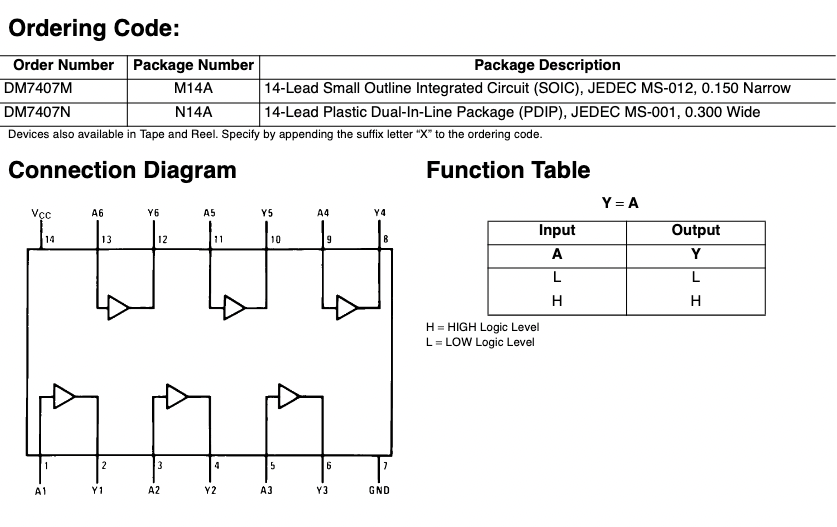 Ordering Code:
Order Number Package Number Package Description
DM7407M M14A 14-Lead Small Outline Integrated Circuit (SOIC), JEDEC MS-012, 0.150 Narrow
DM7407N N14A 14-Lead Plastic Dual-In-Line Package (PDIP), JEDEC MS-001, 0.300 Wide
Devices also available in Tape and Reel. Specify by appending the suffix letter “X” to the ordering code.
Connection Diagram
VCC A6 Y6 A5 Y5 A4 Y4
14 13 12 11 10 9 8
1 2 3 4 5 6 7
A1 Y1 A2 Y2 A3 Y3 GND
Function Table
Y = A
Input Output
A Y
L L
H H
H = HIGH Logic Level
L = LOW Logic Level